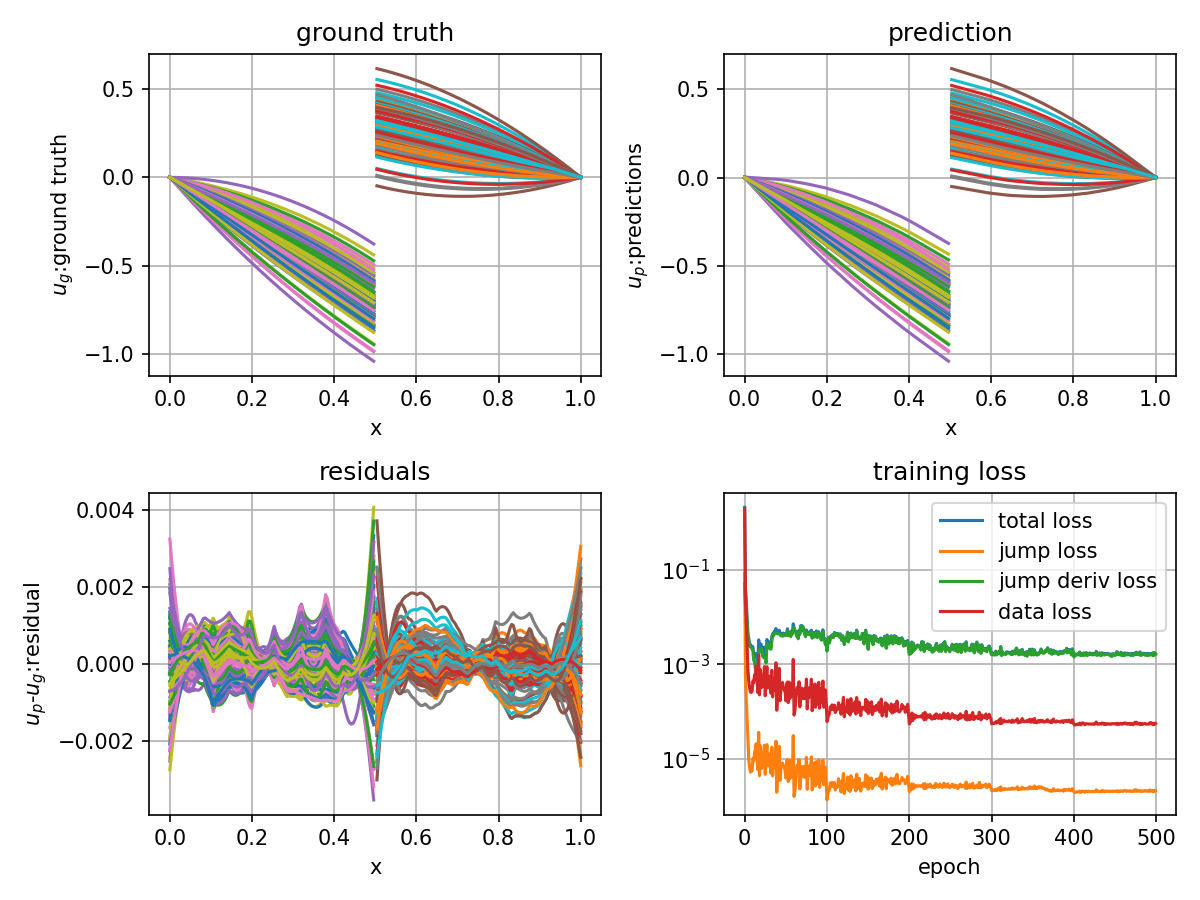 ground truth
u_g:ground truth
0.5
0.0
−0.5
−1.0
0.0 0.2 0.4 0.6 0.8 1.0
x
prediction
u_p:predictions
0.5
0.0
−0.5
−1.0
0.0 0.2 0.4 0.6 0.8 1.0
x
residuals
u_p-u_g:residual
0.004
0.002
0.000
−0.002
0.0 0.2 0.4 0.6 0.8 1.0
x
training loss
total loss
jump loss
jump deriv loss
data loss
10⁻¹
10⁻³
10⁻⁵
0 100 200 300 400 500
epoch